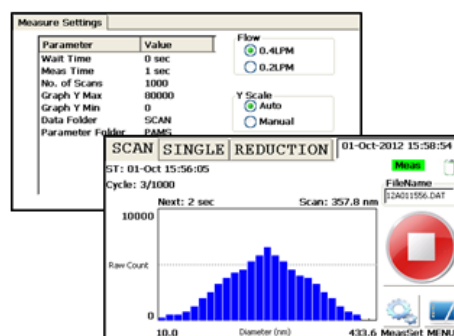 Measure Settings
Parameter Value
Wait Time 0 sec
Meas Time 1 sec
No. of Scans 1000
Graph Y Max 80000
Graph Y Min 0
Data Folder SCAN
Parameter Folder PAMS
Flow
0.4LPM
0.2LPM
Y Scale
Auto
Manual
SCAN SINGLE REDUCTION 01-Oct-2012 15:58:54
ST: 01-Oct 15:56:05 Meas
Cycle: 3/1000 FileName
12A011556.DAT
Next: 2 sec Scan: 357.8 nm
10000
Raw Count
0
10.0 Diameter (nm) 433.6
MeasSet MENU